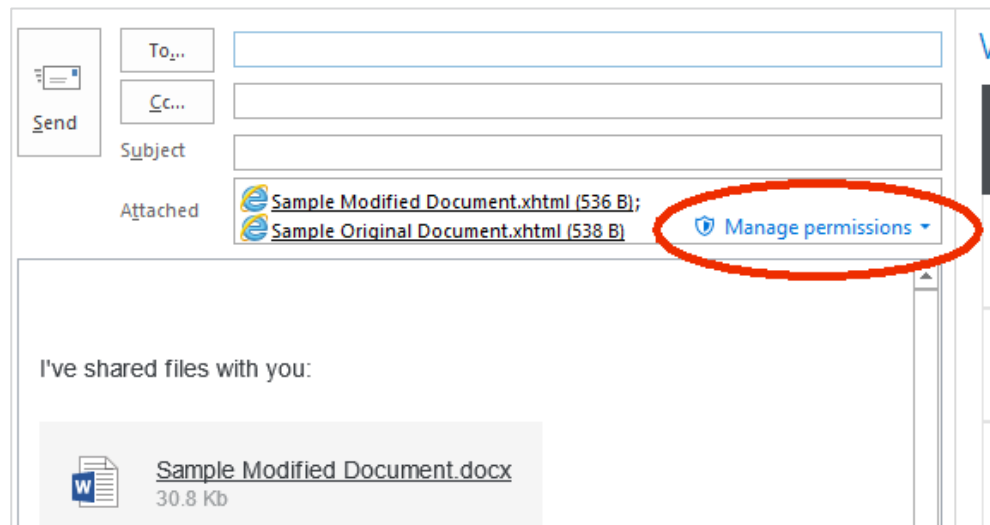 To...
Cc...
Send
Subject
Attached
Sample Modified Document.xhtml (536 B);
Sample Original Document.xhtml (538 B)
Manage permissions
I've shared files with you:
W
Sample Modified Document.docx
30.8 Kb